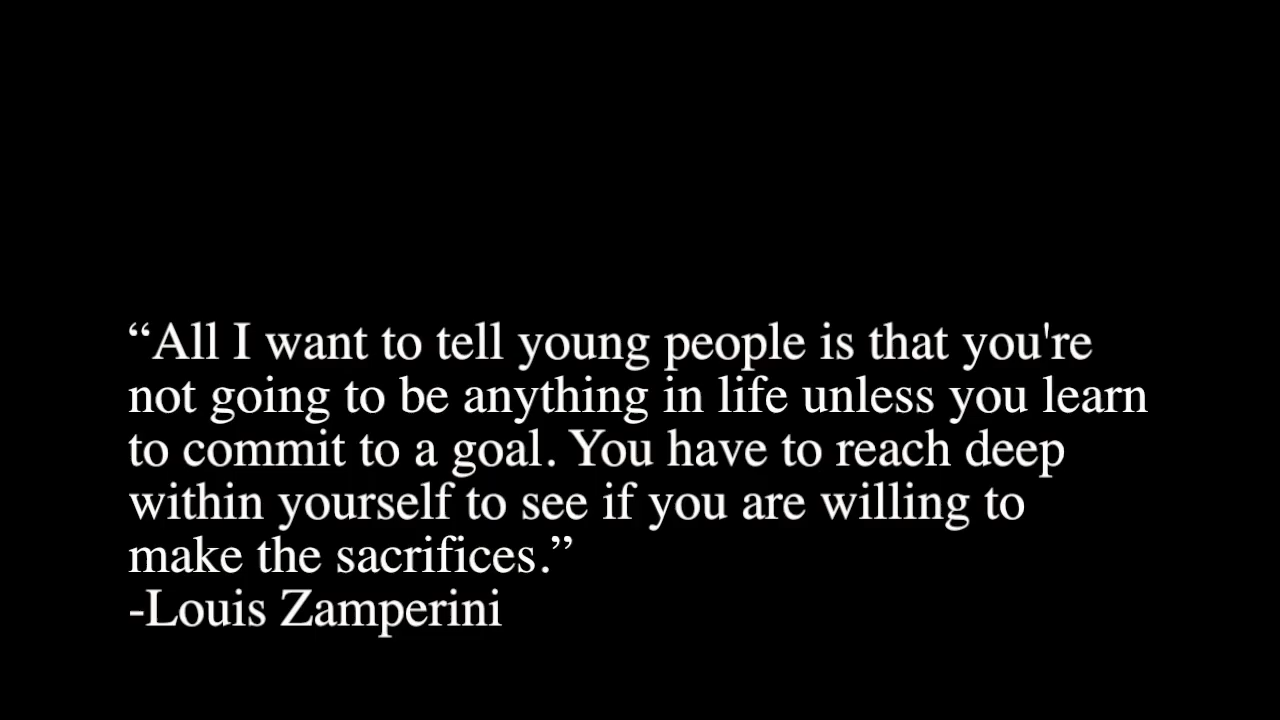 “All I want to tell young people is that you're
not going to be anything in life unless you learn
to commit to a goal. You have to reach deep
within yourself to see if you are willing to
make the sacrifices.”
-Louis Zamperini